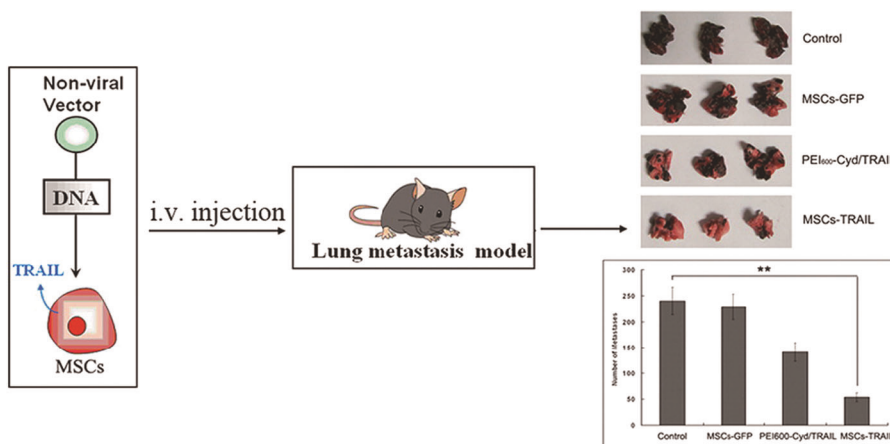 Non-viral
Vector
DNA
TRAIL
MSCs
i.v. injection
Lung metastasis model
Control
MSCs-GFP
PEI₆₀₀-Cyd/TRAIL
MSCs-TRAIL
**
300
250
200
150
100
50
0
Number of Metastases
Control
MSCs-GFP
PEI600-Cyd/TRAIL
MSCs-TRAIL